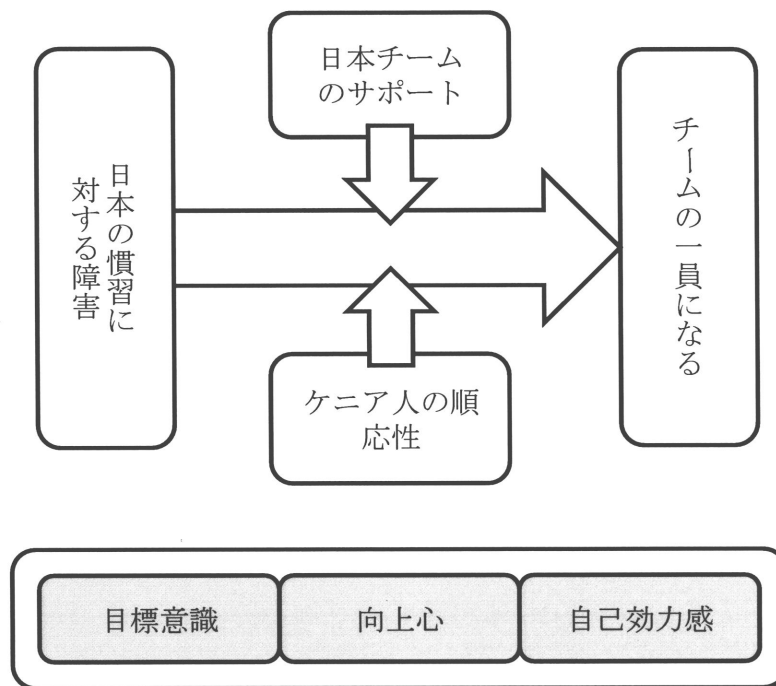 日本チーム
のサポート
日本の慣習に
対する障害
チームの一員になる
ケニア人の順
応性
目標意識
向上心
自己効力感